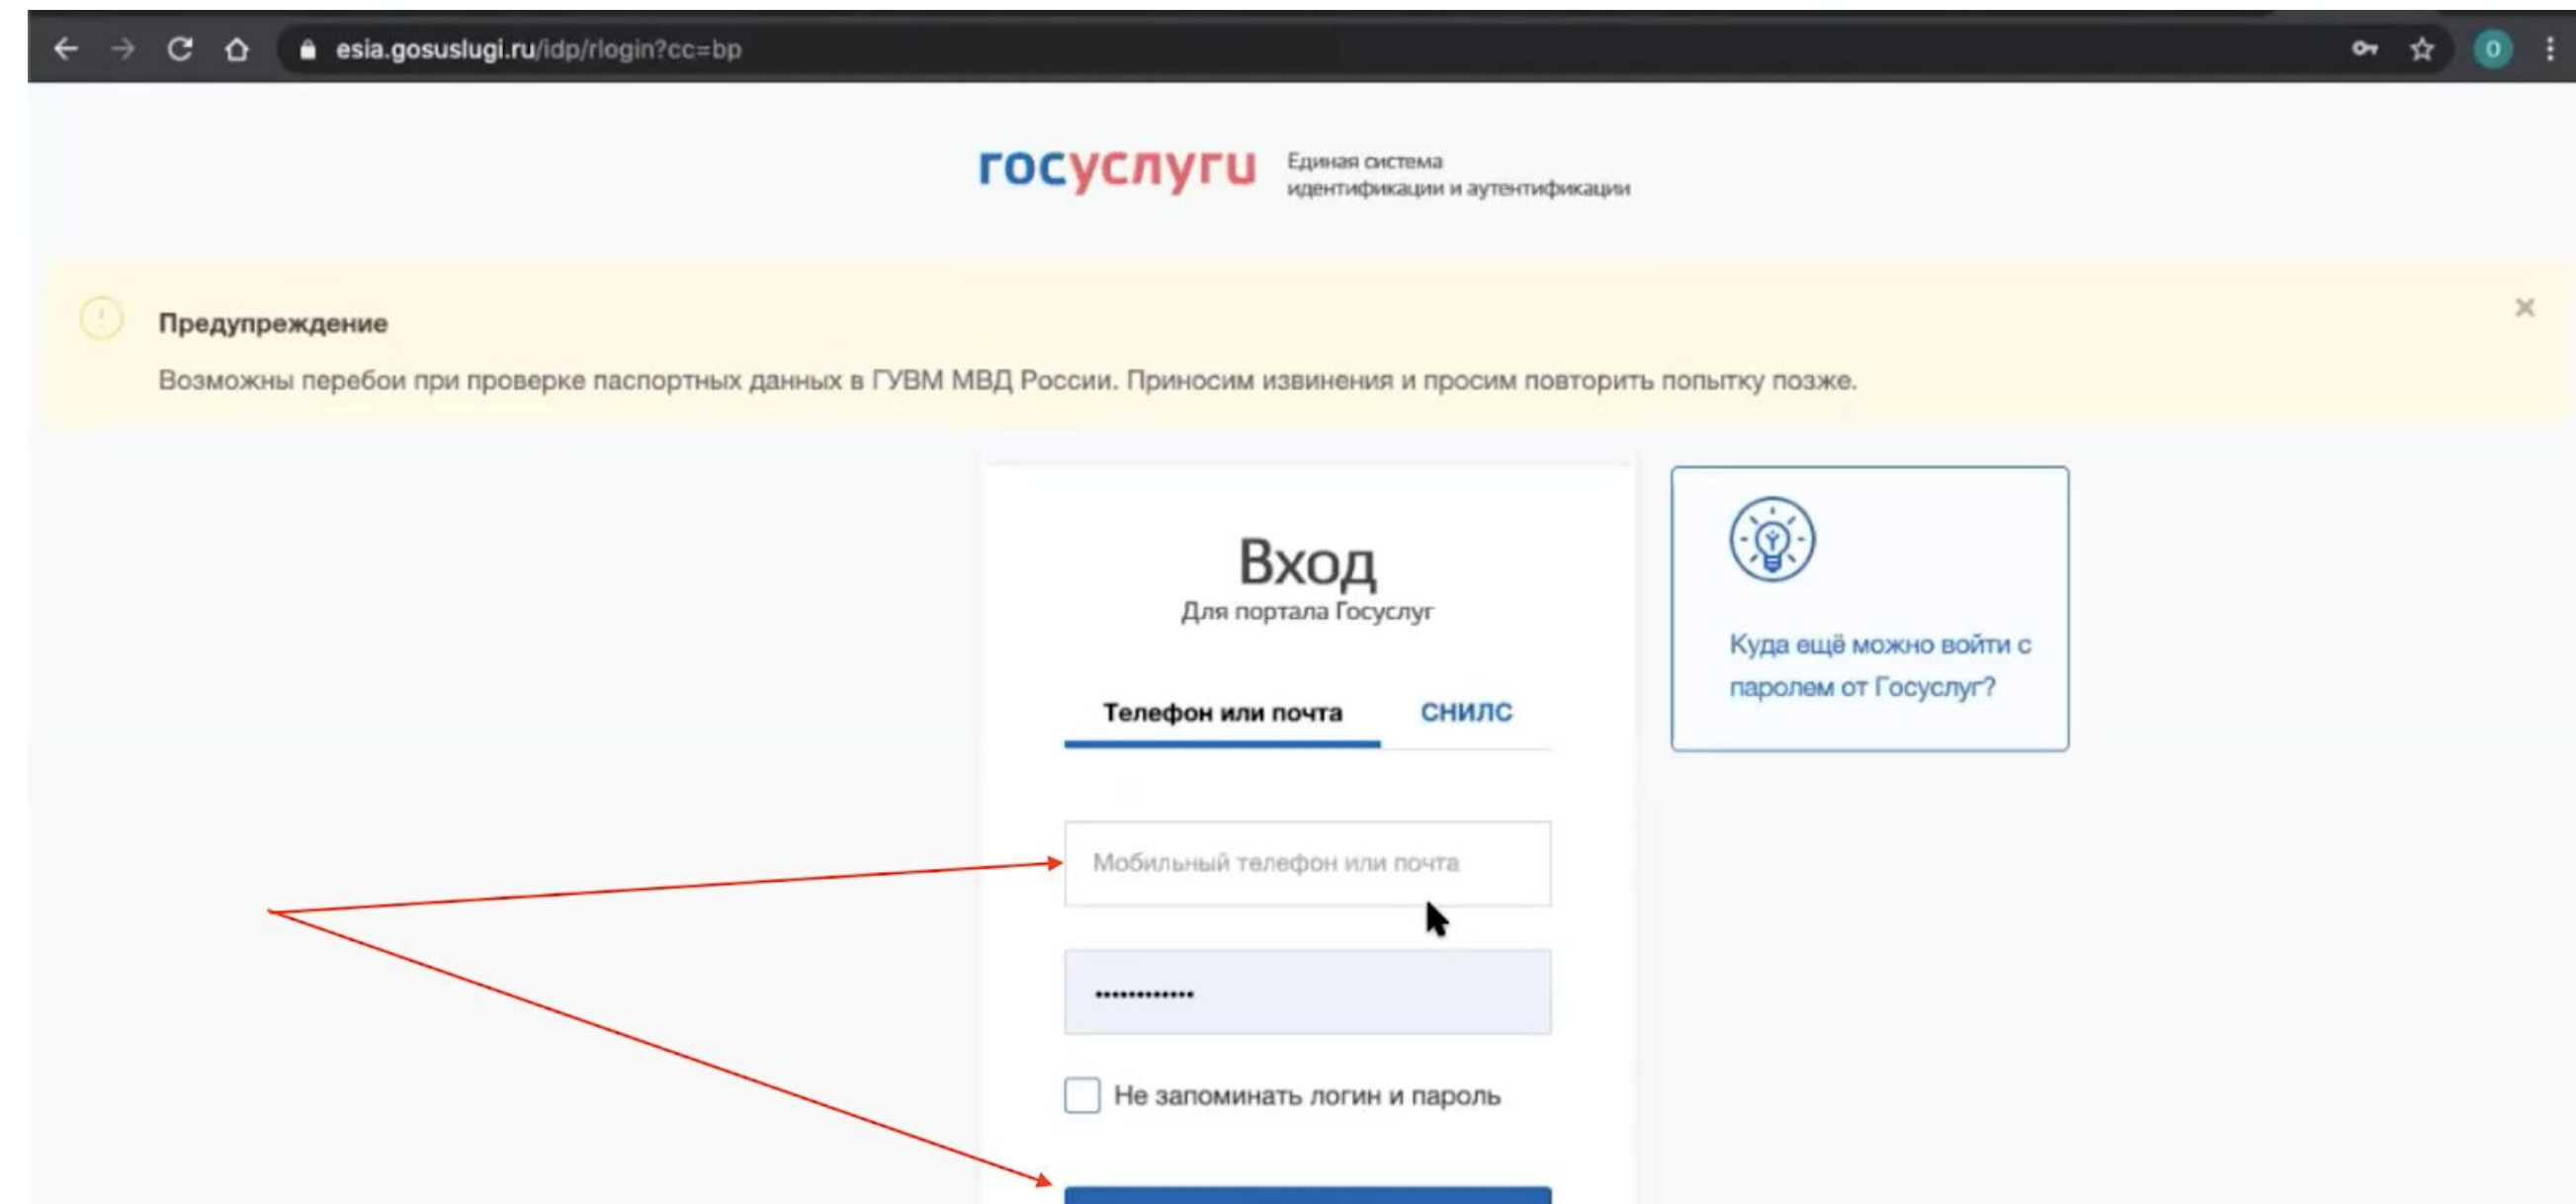 esia.gosuslugi.ru/idp/rlogin?cc=bp
O
госуслуги
Единая система
идентификации и аутентификации
Предупреждение
Возможны перебои при проверке паспортных данных в ГУВМ МВД России. Приносим извинения и просим повторить попытку позже.
Вход
Для портала Госуслуг
Телефон или почта СНИЛС
Куда ещё можно войти с
паролем от Госуслуг?
Мобильный телефон или почта
••••••••••••
Не запоминать логин и пароль